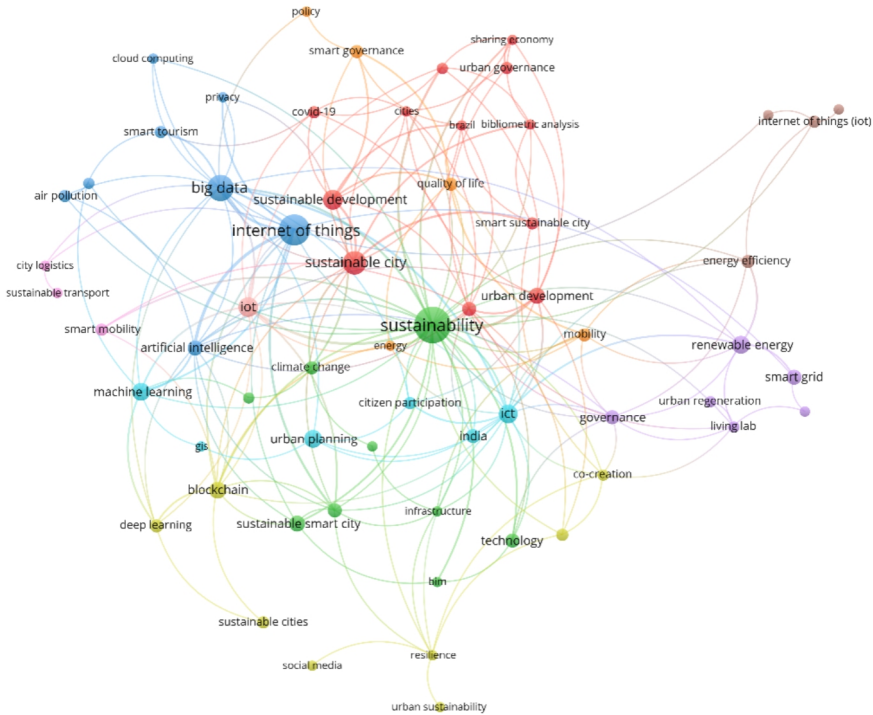 policy
sharing economy
smart governance
cloud computing
urban governance
privacy
covid-19
cities
brazil
bibliometric analysis
internet of things (iot)
smart tourism
big data
quality of life
air pollution
sustainable development
smart sustainable city
internet of things
sustainable city
energy efficiency
city logistics
sustainable transport
urban development
iot
smart mobility
sustainability
mobility
energy
artificial intelligence
renewable energy
climate change
smart grid
machine learning
citizen participation
urban regeneration
ict
governance
living lab
india
urban planning
gis
co-creation
blockchain
infrastructure
deep learning
sustainable smart city
technology
bim
sustainable cities
resilience
social media
urban sustainability